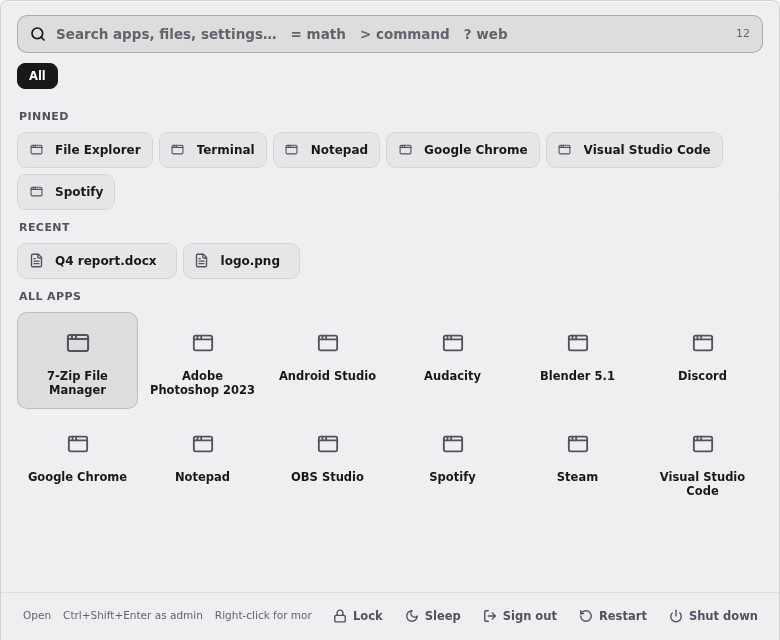 Search apps, files, settings...   = math   > command   ? web   12
All
PINNED
File Explorer   Terminal   Notepad   Google Chrome   Visual Studio Code
Spotify
RECENT
Q4 report.docx   logo.png
ALL APPS
7-Zip File Manager
Adobe Photoshop 2023
Android Studio
Audacity
Blender 5.1
Discord
Google Chrome
Notepad
OBS Studio
Spotify
Steam
Visual Studio Code
Open   Ctrl+Shift+Enter as admin   Right-click for mor   Lock   Sleep   Sign out   Restart   Shut down